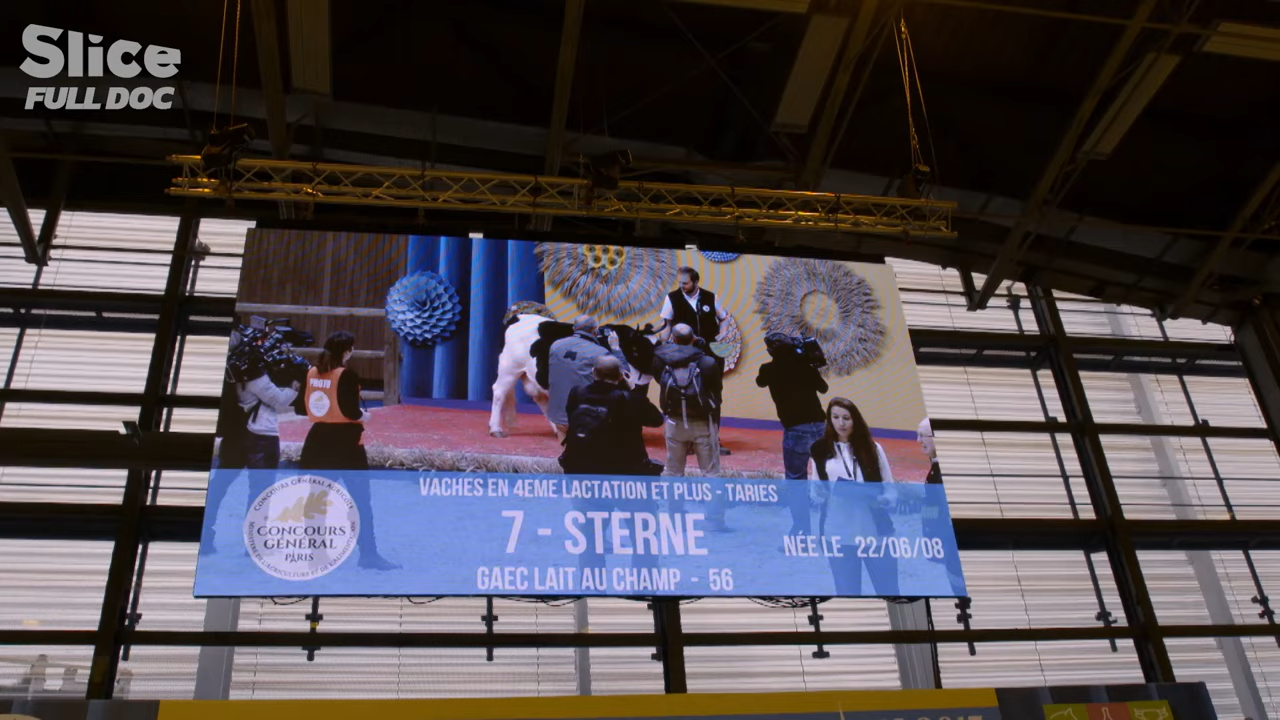 Slice
FULL DOC
PHOTO
VACHES EN 4EME LACTATION ET PLUS - TARIES
7 - STERNE
NÉE LE 22/06/08
GAEC LAIT AU CHAMP - 56
CONCOURS GÉNÉRAL AGRICOLE
CONCOURS
GÉNÉRAL
PARIS